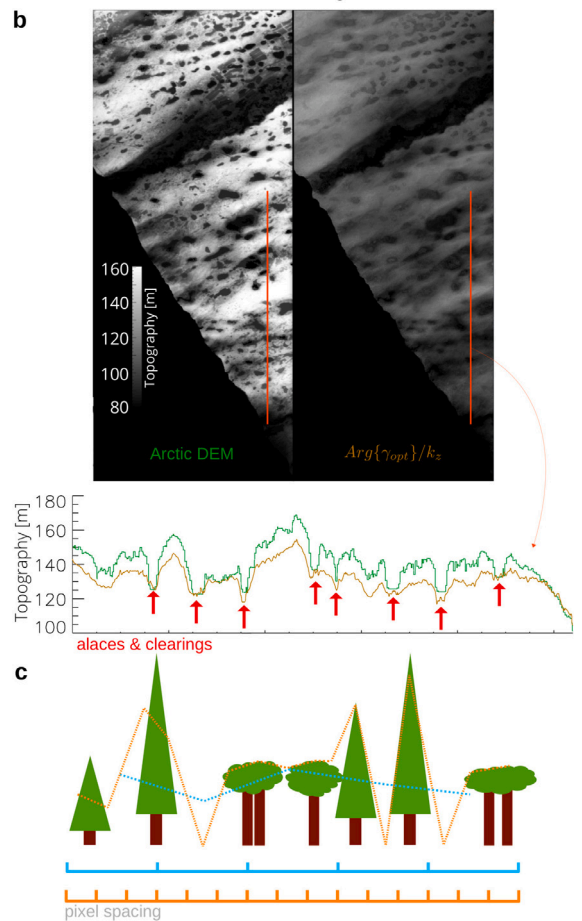 b
160
140
120
100
80
Topography [m]
Arctic DEM
Arg{γopt}/kz
180
160
140
120
100
Topography [m]
alaces & clearings
c
pixel spacing